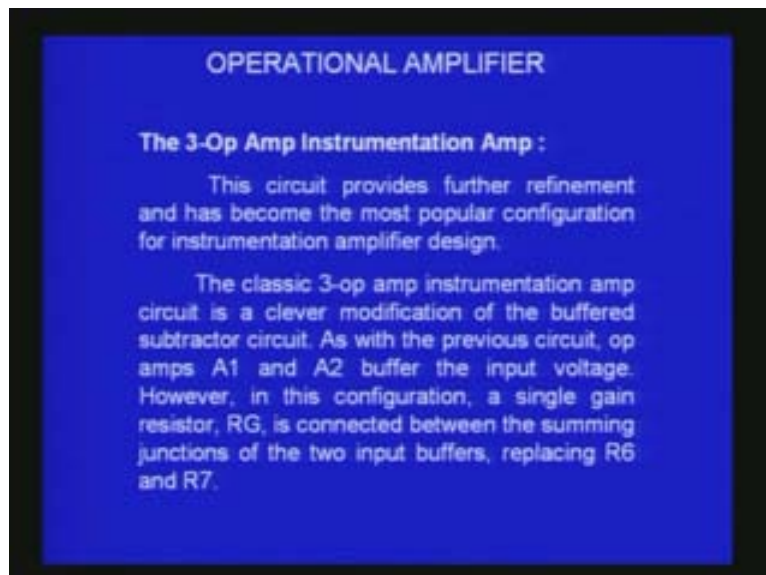 OPERATIONAL AMPLIFIER
The 3-Op Amp Instrumentation Amp :
This circuit provides further refinement
and has become the most popular configuration
for instrumentation amplifier design.
The classic 3-op amp instrumentation amp
circuit is a clever modification of the buffered
subtractor circuit. As with the previous circuit, op
amps A1 and A2 buffer the input voltage.
However, in this configuration, a single gain
resistor, RG, is connected between the summing
junctions of the two input buffers, replacing R6
and R7.